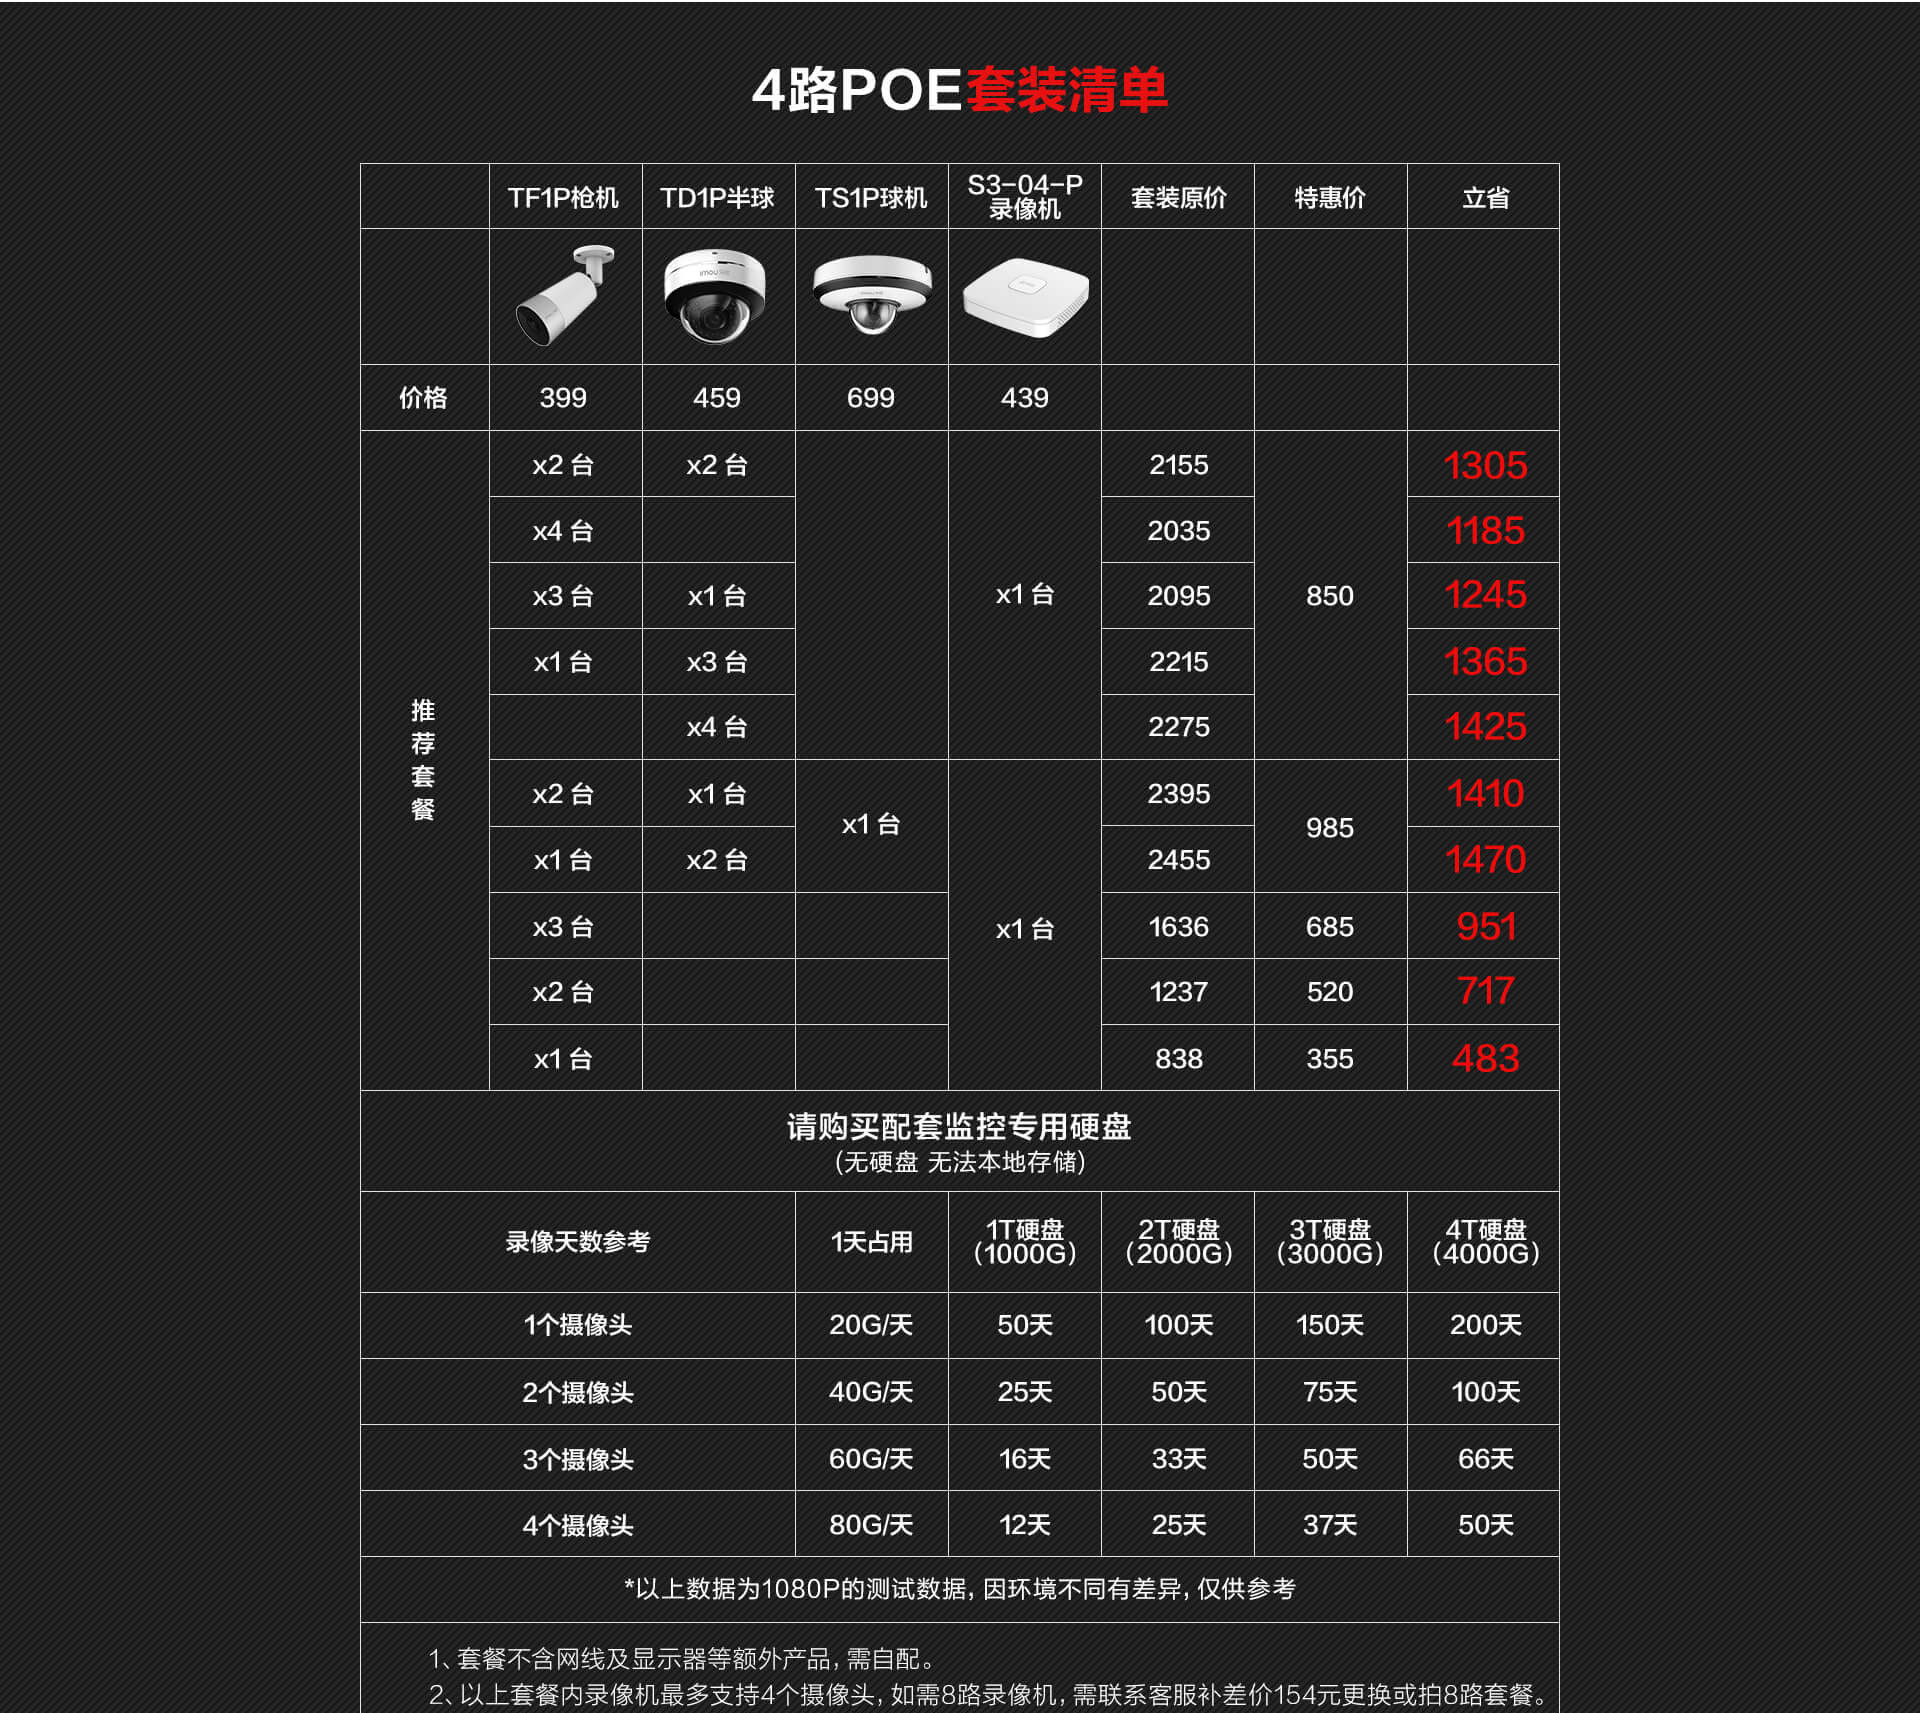 4路POE套装清单
TF1P枪机 TD1P半球 TS1P球机 S3-04-P 录像机 套装原价 特惠价 立省
imou
imou
价格 399 459 699 439
推荐套餐
x2 台 x2 台 2155 1305
x4 台 2035 1185
x3 台 x1 台 x1 台 2095 850 1245
x1 台 x3 台 2215 1365
x4 台 2275 1425
x2 台 x1 台 2395 1410
x1 台 985
x1 台 x2 台 2455 1470
x3 台 x1 台 1636 685 951
x2 台 1237 520 717
x1 台 838 355 483
请购买配套监控专用硬盘
(无硬盘 无法本地存储)
录像天数参考 1天占用 1T硬盘 2T硬盘 3T硬盘 4T硬盘
(1000G) (2000G) (3000G) (4000G)
1个摄像头 20G/天 50天 100天 150天 200天
2个摄像头 40G/天 25天 50天 75天 100天
3个摄像头 60G/天 16天 33天 50天 66天
4个摄像头 80G/天 12天 25天 37天 50天
*以上数据为1080P的测试数据, 因环境不同有差异, 仅供参考
1、套餐不含网线及显示器等额外产品, 需自配。
2、以上套餐内录像机最多支持4个摄像头, 如需8路录像机, 需联系客服补差价154元更换或拍8路套餐。